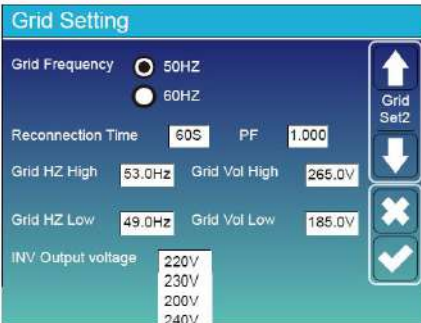 Grid Setting
Grid Frequency 50HZ
60HZ
Grid Set2
Reconnection Time 60S PF 1.000
Grid HZ High 53.0Hz Grid Vol High 265.0V
Grid HZ Low 49.0Hz Grid Vol Low 185.0V
INV Output voltage 220V
230V
200V
240V